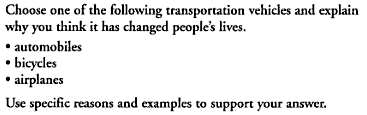 Choose one of the following transportation vehicles and explain
why you think it has changed people's lives.
• automobiles
• bicycles
• airplanes
Use specific reasons and examples to support your answer.